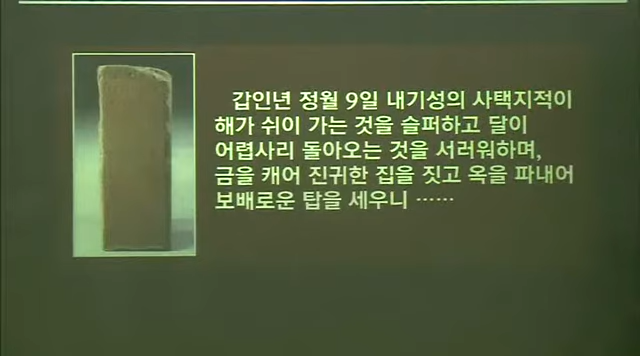 갑인년 정월 9일 내기성의 사택지적이
해가 쉬이 가는 것을 슬퍼하고 달이
어렵사리 돌아오는 것을 서러워하며,
금을 캐어 진귀한 집을 짓고 옥을 파내어
보배로운 탑을 세우니 ……